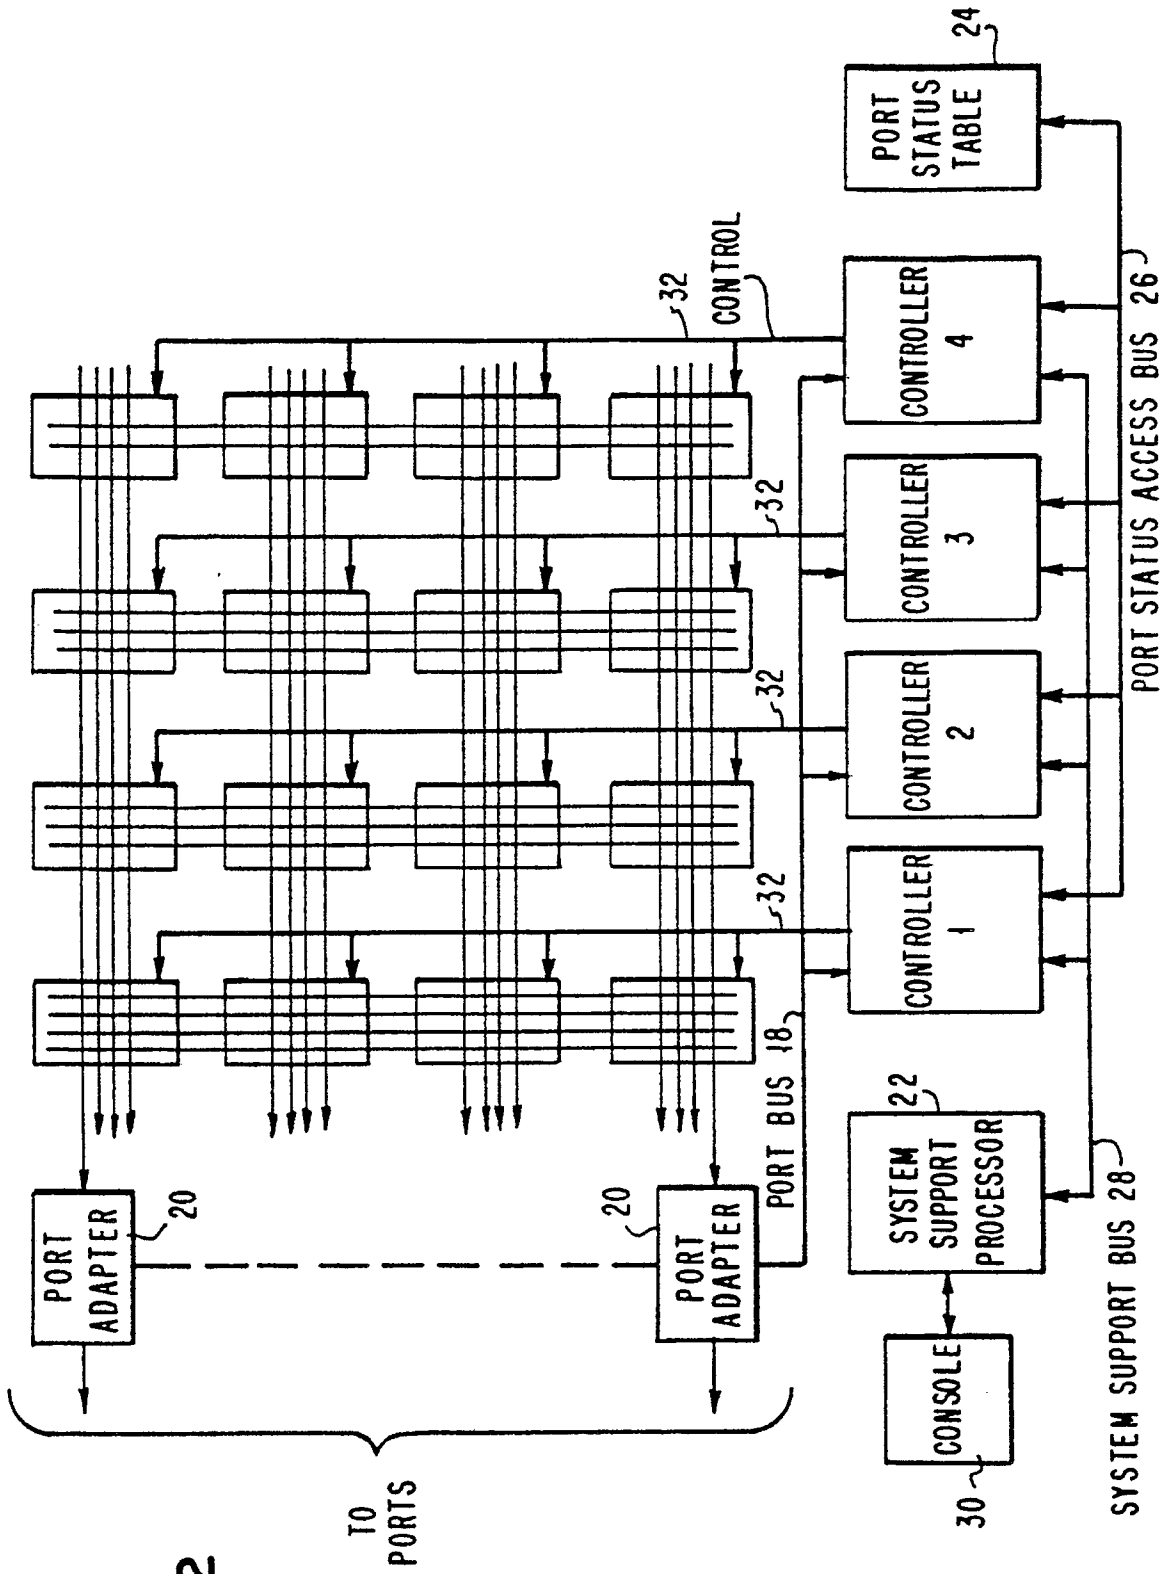 2
TO
PORTS
PORT
ADAPTER
20
PORT
ADAPTER
20
PORT BUS 18
32
32
32
32
CONTROL
CONSOLE
30
SYSTEM
SUPPORT
PROCESSOR
22
CONTROLLER
1
CONTROLLER
2
CONTROLLER
3
CONTROLLER
4
PORT
STATUS
TABLE
24
SYSTEM SUPPORT BUS 28
PORT STATUS ACCESS BUS 26